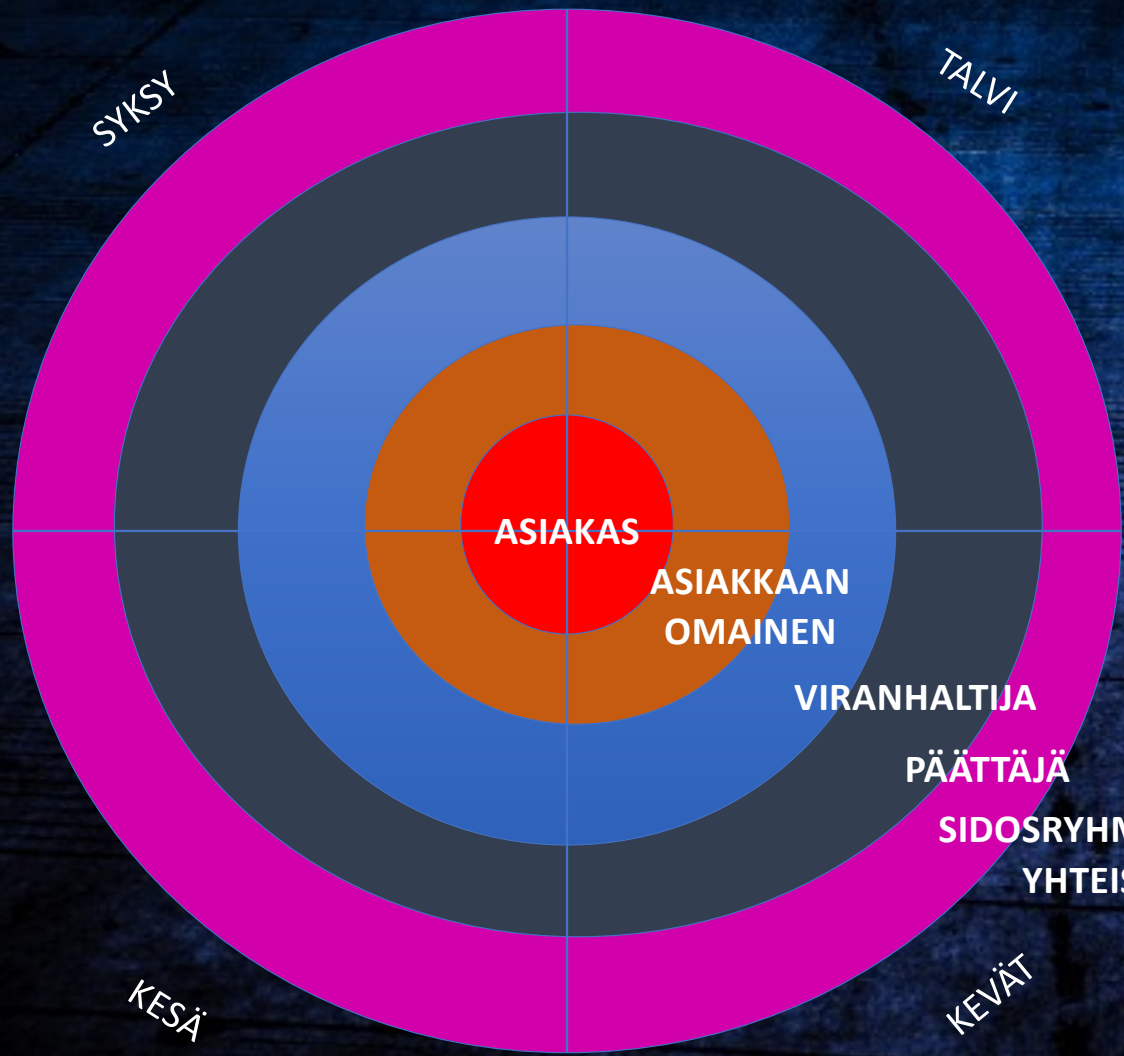 SYKSY
TALVI
ASIAKAS
ASIAKKAAN
OMAINEN
VIRANHALTIJA
PÄÄTTÄJÄ
KESÄ
KEVÄT